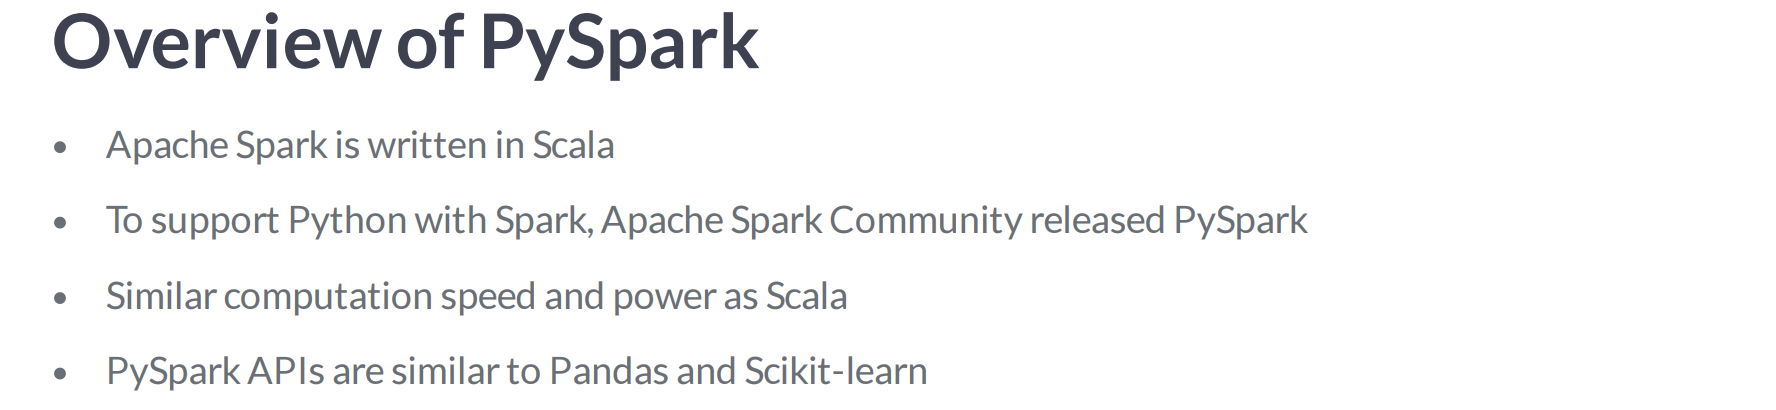 Overview of PySpark
• Apache Spark is written in Scala
• To support Python with Spark, Apache Spark Community released PySpark
• Similar computation speed and power as Scala
• PySpark APIs are similar to Pandas and Scikit-learn